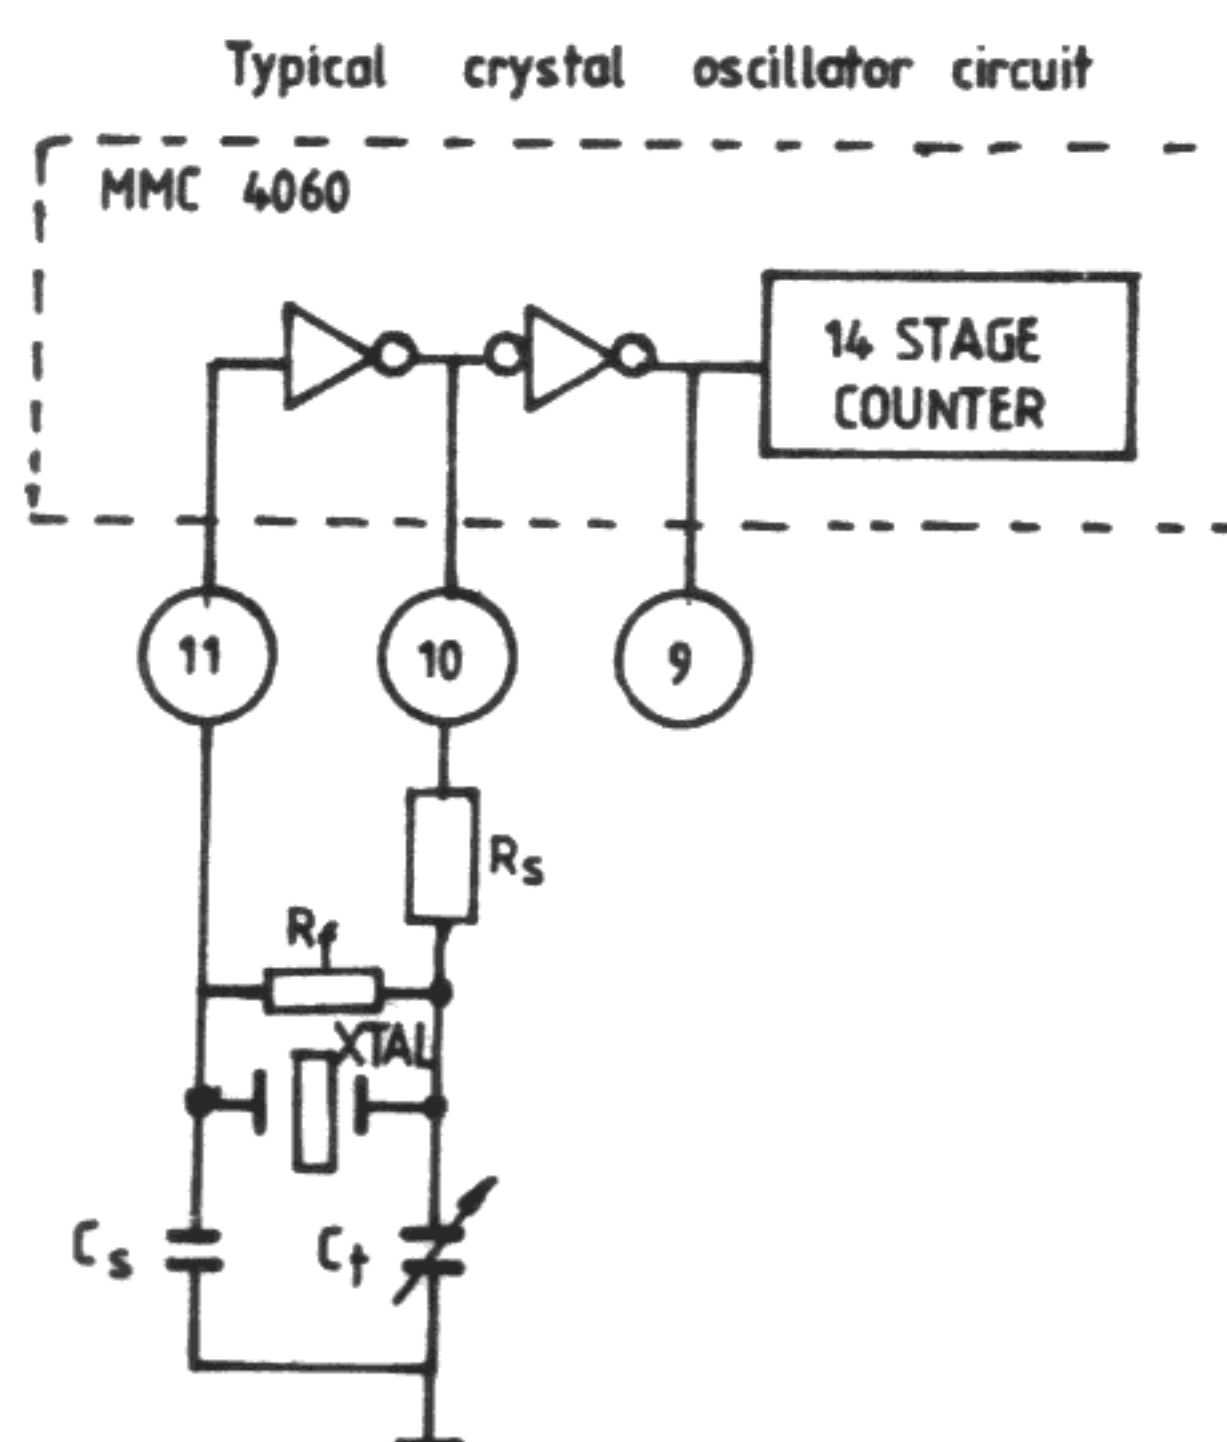 Typical crystal oscillator circuit
MMC 4060
14 STAGE
COUNTER
11
10
9
Rs
Rf
XTAL
Cs
Ct